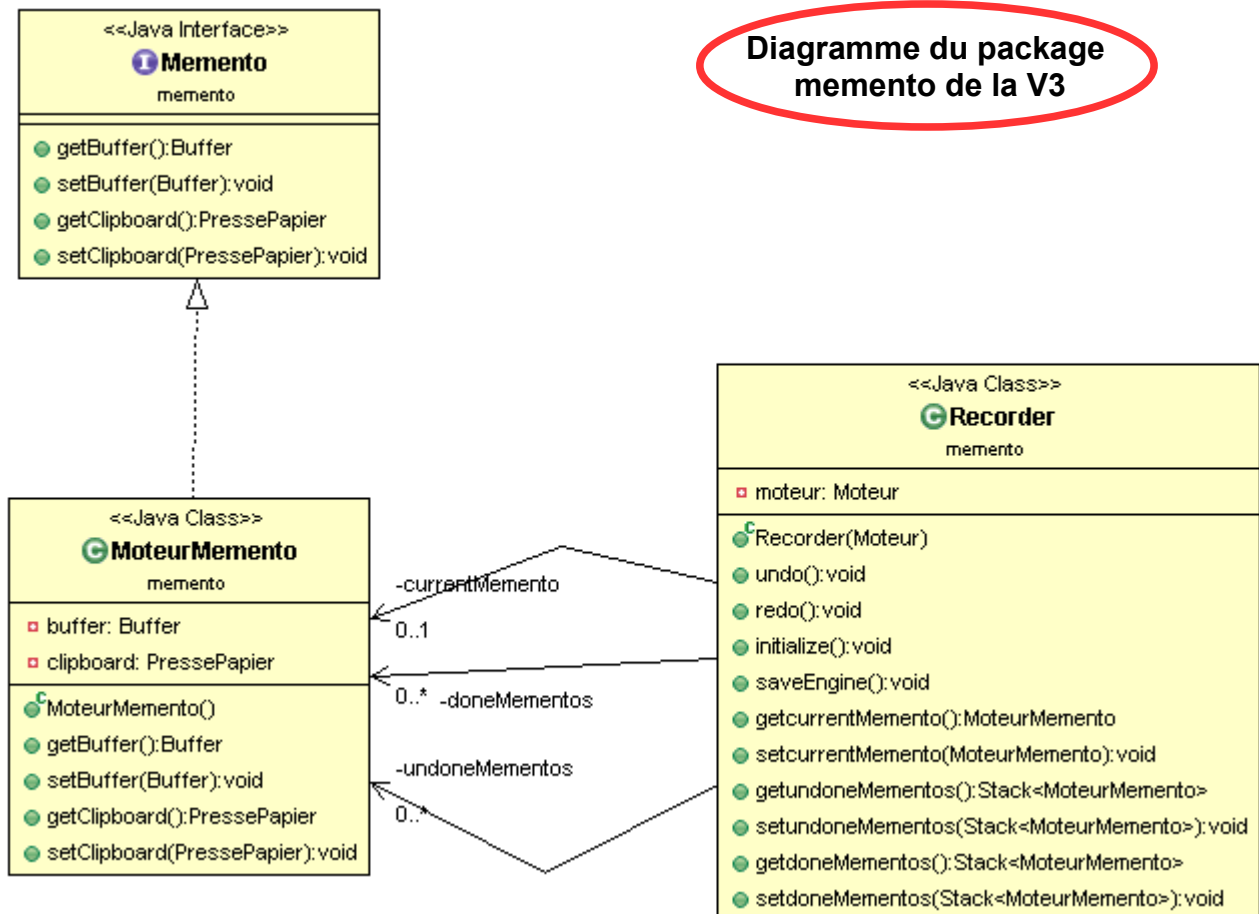 <<Java Interface>>
Memento
memento
getBuffer():Buffer
setBuffer(Buffer):void
getClipboard():PressePapier
setClipboard(PressePapier):void
Diagramme du package
memento de la V3
<<Java Class>>
MoteurMemento
memento
buffer: Buffer
clipboard: PressePapier
MoteurMemento()
getBuffer():Buffer
setBuffer(Buffer):void
getClipboard():PressePapier
setClipboard(PressePapier):void
-currentMemento
0..1
0..* -doneMementos
-undoneMementos
0..*
<<Java Class>>
Recorder
memento
moteur: Moteur
Recorder(Moteur)
undo():void
redo():void
initialize():void
saveEngine():void
getcurrentMemento():MoteurMemento
setcurrentMemento(MoteurMemento):void
getundoneMementos():Stack<MoteurMemento>
setundoneMementos(Stack<MoteurMemento>):void
getdoneMementos():Stack<MoteurMemento>
setdoneMementos(Stack<MoteurMemento>):void